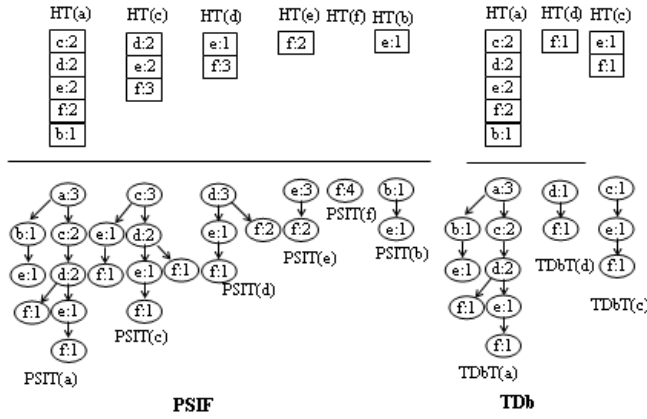 HT(a) HT(c) HT(d) HT(e) HT(f) HT(b) HT(a) HT(d) HT(c)
c:2 d:2 e:1 f:2 e:1 c:2 f:1 e:1
d:2 e:2 f:3 d:2 f:1
e:2 f:3 e:2
f:2 f:2
b:1 b:1
a:3 c:3 d:3 e:3 f:4 b:1 a:3 d:1 c:1
PSIT(f)
b:1 c:2 e:1 d:2 e:1 f:2 f:2 e:1 b:1 c:2 f:1 e:1
PSIT(e) PSIT(b)
e:1 d:2 f:1 e:1 f:1 f:1 e:1 d:2 TDbT(d) f:1
PSIT(d)
f:1 e:1 f:1 f:1 e:1 TDbT(c)
PSIT(c)
f:1 f:1
PSIT(a) TDbT(a)
PSIF TDb